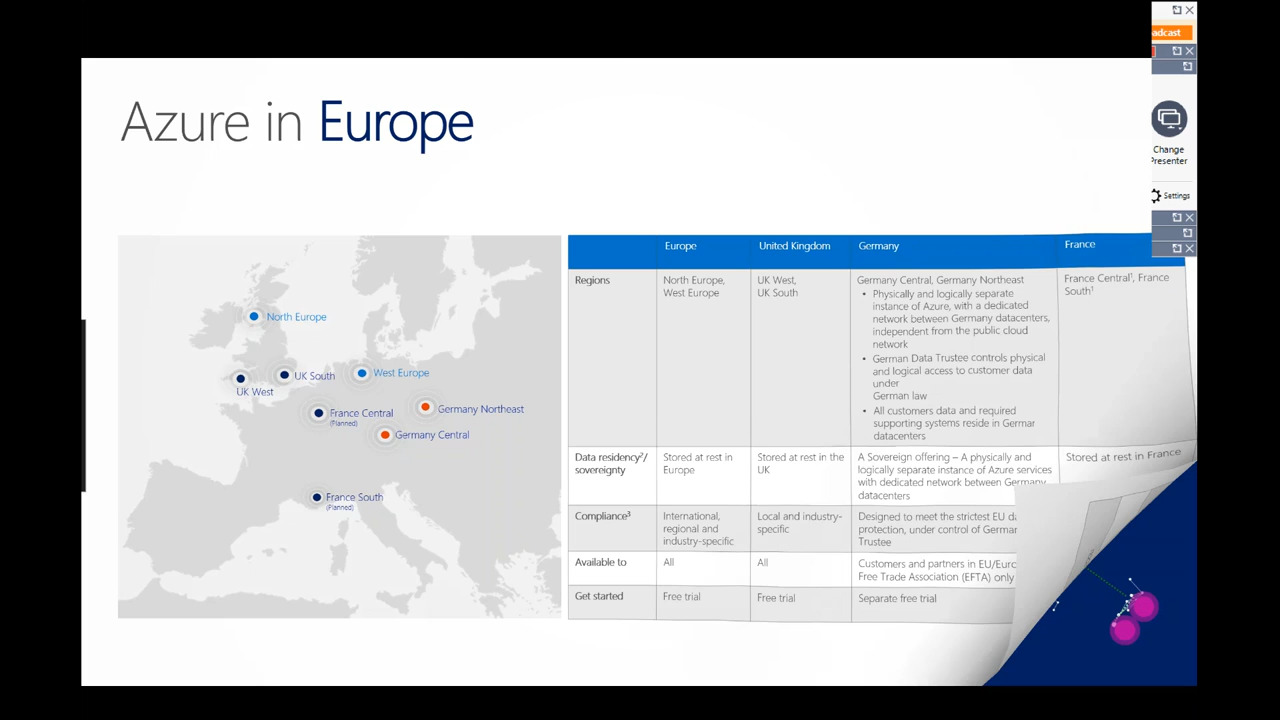 adcast
Change
Presenter
Settings
Azure in Europe
North Europe
UK South
UK West
West Europe
France Central
(Planned)
Germany Northeast
Germany Central
France South
(Planned)
Europe
United Kingdom
Germany
France
Regions
North Europe,
West Europe
UK West,
UK South
Germany Central, Germany Northeast
• Physically and logically separate
instance of Azure, with a dedicated
network between Germany datacenters,
independent from the public cloud
network
• German Data Trustee controls physical
and logical access to customer data
under
German law
• All customers data and required
supporting systems reside in German
datacenters
France Central¹, France
South¹
Data residency²/
sovereignty
Stored at rest in
Europe
Stored at rest in the
UK
A Sovereign offering – A physically and
logically separate instance of Azure services
with dedicated network between Germany
datacenters
Stored at rest in France
Compliance³
International,
regional and
industry-specific
Local and industry-
specific
Designed to meet the strictest EU da
protection, under control of German
Trustee
Available to
All
All
Customers and partners in EU/Euro
Free Trade Association (EFTA) only
Get started
Free trial
Free trial
Separate free trial